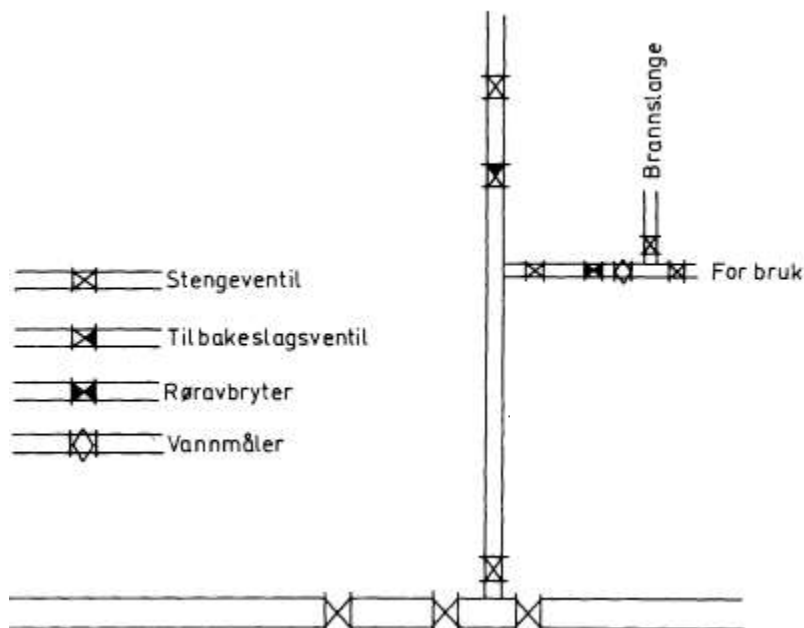 Brannslange
For bruk
Stengeventil
Tilbakeslagsventil
Røravbryter
Vannmåler